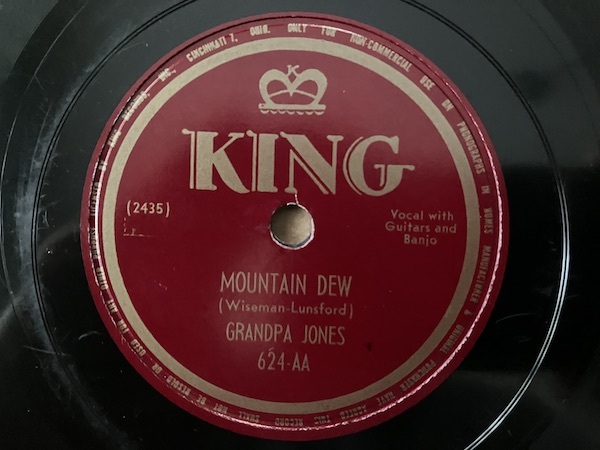 INC., CINCINNATI 7, OHIO. ONLY FOR NON-COMMERCIAL USE ON PHONOGRAPHS IN HOMES
K
KING
(2435)
Vocal with
Guitars and
Banjo
MOUNTAIN DEW
(Wiseman-Lunsford)
GRANDPA JONES
624-AA